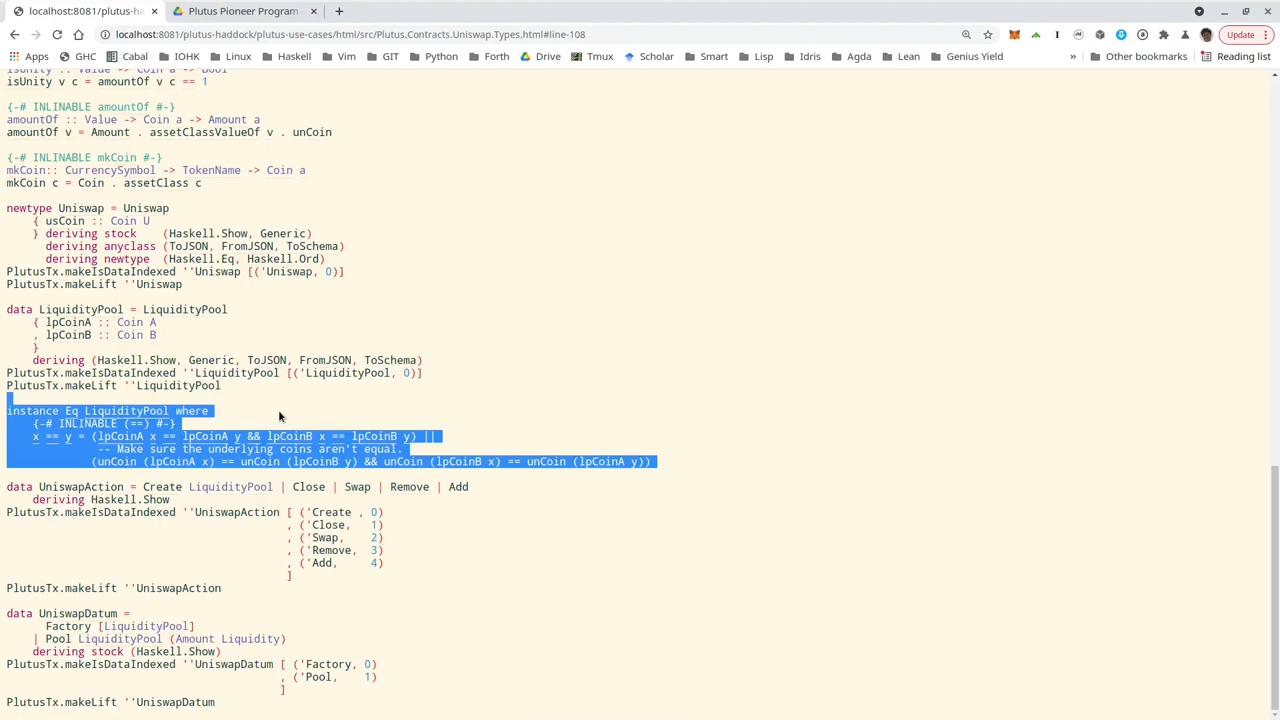 localhost:8081/plutus-ha
Plutus Pioneer Program
localhost:8081/plutus-haddock/plutus-use-cases/html/src/Plutus.Contracts.Uniswap.Types.html#line-108
Update
Apps GHC Cabal IOHK Linux Haskell Vim GIT Python Forth Drive Tmux Scholar Smart Lisp Idris Agda Lean Genius Yield » Other bookmarks Reading list
isUnity :: Value -> Coin a -> Bool
isUnity v c = amountOf v c == 1
{-# INLINABLE amountOf #-}
amountOf :: Value -> Coin a -> Amount a
amountOf v = Amount . assetClassValueOf v . unCoin
{-# INLINABLE mkCoin #-}
mkCoin:: CurrencySymbol -> TokenName -> Coin a
mkCoin c = Coin . assetClass c
newtype Uniswap = Uniswap
    { usCoin :: Coin U
    } deriving stock    (Haskell.Show, Generic)
      deriving anyclass (ToJSON, FromJSON, ToSchema)
      deriving newtype  (Haskell.Eq, Haskell.Ord)
PlutusTx.makeIsDataIndexed ''Uniswap [('Uniswap, 0)]
PlutusTx.makeLift ''Uniswap
data LiquidityPool = LiquidityPool
    { lpCoinA :: Coin A
    , lpCoinB :: Coin B
    }
    deriving (Haskell.Show, Generic, ToJSON, FromJSON, ToSchema)
PlutusTx.makeIsDataIndexed ''LiquidityPool [('LiquidityPool, 0)]
PlutusTx.makeLift ''LiquidityPool
instance Eq LiquidityPool where
    {-# INLINABLE (==) #-}
    x == y = (lpCoinA x == lpCoinA y && lpCoinB x == lpCoinB y) ||
              -- Make sure the underlying coins aren't equal.
             (unCoin (lpCoinA x) == unCoin (lpCoinB y) && unCoin (lpCoinB x) == unCoin (lpCoinA y))
data UniswapAction = Create LiquidityPool | Close | Swap | Remove | Add
    deriving Haskell.Show
PlutusTx.makeIsDataIndexed ''UniswapAction [ ('Create , 0)
                                           , ('Close,   1)
                                           , ('Swap,    2)
                                           , ('Remove,  3)
                                           , ('Add,     4)
                                           ]
PlutusTx.makeLift ''UniswapAction
data UniswapDatum =
      Factory [LiquidityPool]
    | Pool LiquidityPool (Amount Liquidity)
    deriving stock (Haskell.Show)
PlutusTx.makeIsDataIndexed ''UniswapDatum [ ('Factory, 0)
                                          , ('Pool,    1)
                                          ]
PlutusTx.makeLift ''UniswapDatum